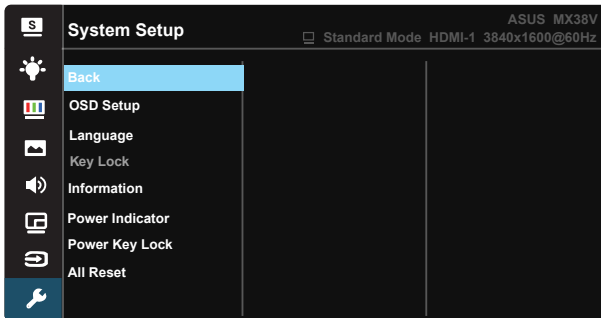 S
System Setup
ASUS MX38V
Standard Mode HDMI-1 3840x1600@60Hz
Back
OSD Setup
Language
Key Lock
Information
Power Indicator
Power Key Lock
All Reset